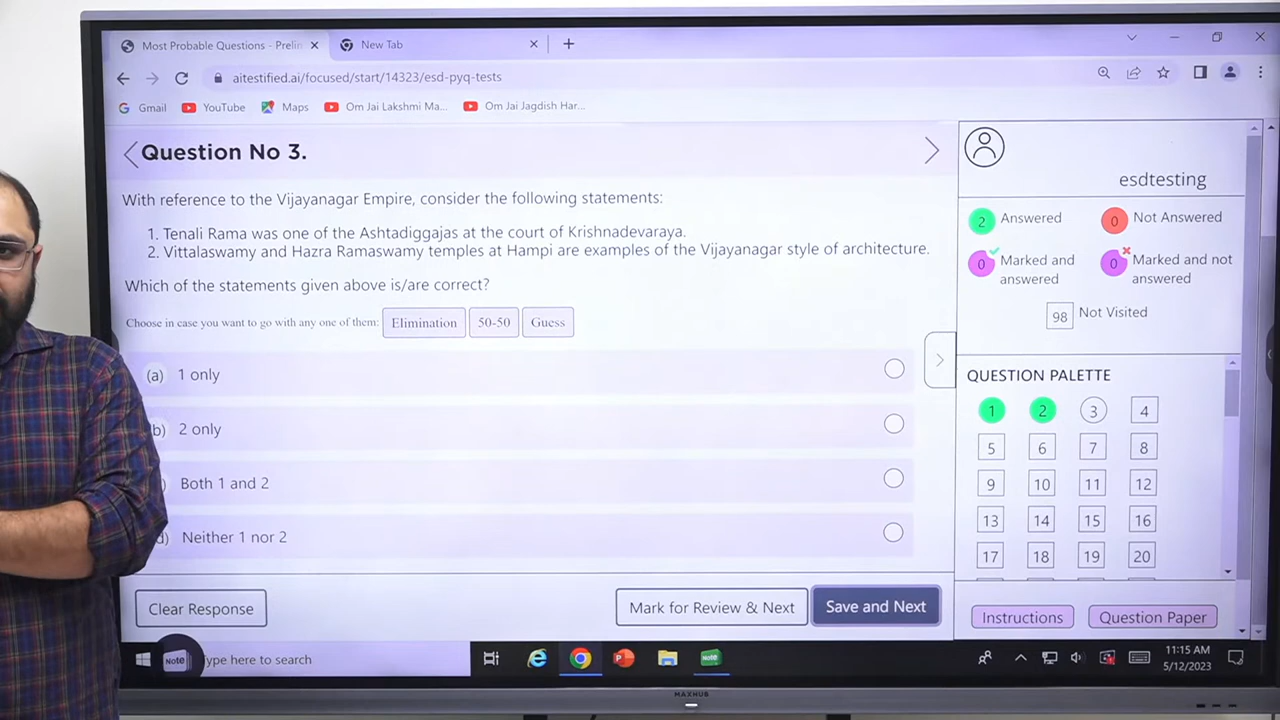 Most Probable Questions - Prelin
New Tab
aitestified.ai/focused/start/14323/esd-pyq-tests
Gmail
YouTube
Maps
Om Jai Lakshmi Ma...
Om Jai Jagdish Har...
Question No 3.
With reference to the Vijayanagar Empire, consider the following statements:
1. Tenali Rama was one of the Ashtadiggajas at the court of Krishnadevaraya.
2. Vittalaswamy and Hazra Ramaswamy temples at Hampi are examples of the Vijayanagar style of architecture.
Which of the statements given above is/are correct?
Choose in case you want to go with any one of them: Elimination 50-50 Guess
(a) 1 only
b) 2 only
) Both 1 and 2
d) Neither 1 nor 2
Clear Response
Mark for Review & Next
Save and Next
esdtesting
2 Answered
0 Not Answered
0 Marked and answered
0 Marked and not answered
98 Not Visited
QUESTION PALETTE
1 2 3 4
5 6 7 8
9 10 11 12
13 14 15 16
17 18 19 20
Instructions
Question Paper
Note
ype here to search
Note
11:15 AM
5/12/2023
MAXHUB